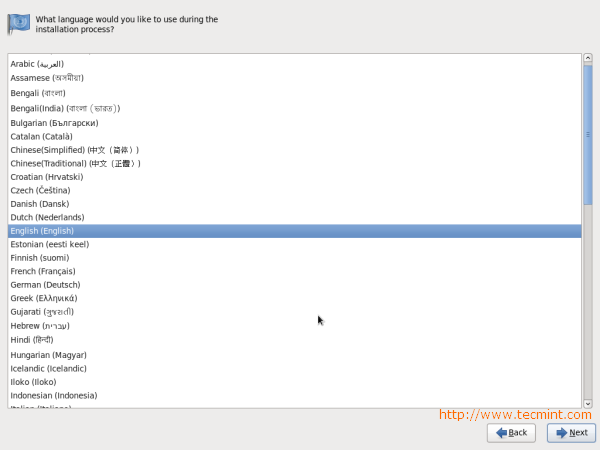 What language would you like to use during the
installation process?
Arabic (العربية)
Assamese (অসমীয়া)
Bengali (বাংলা)
Bengali(India) (বাংলা (ভারত))
Bulgarian (Български)
Catalan (Català)
Chinese(Simplified) (中文（简体）)
Chinese(Traditional) (中文（正體）)
Croatian (Hrvatski)
Czech (Čeština)
Danish (Dansk)
Dutch (Nederlands)
English (English)
Estonian (eesti keel)
Finnish (suomi)
French (Français)
German (Deutsch)
Greek (Ελληνικά)
Gujarati (ગુજરાતી)
Hebrew (עברית)
Hindi (हिन्दी)
Hungarian (Magyar)
Icelandic (Icelandic)
Iloko (Iloko)
Indonesian (Indonesia)
Italian (Italiano)
http://www.tecmint.com
Back
Next